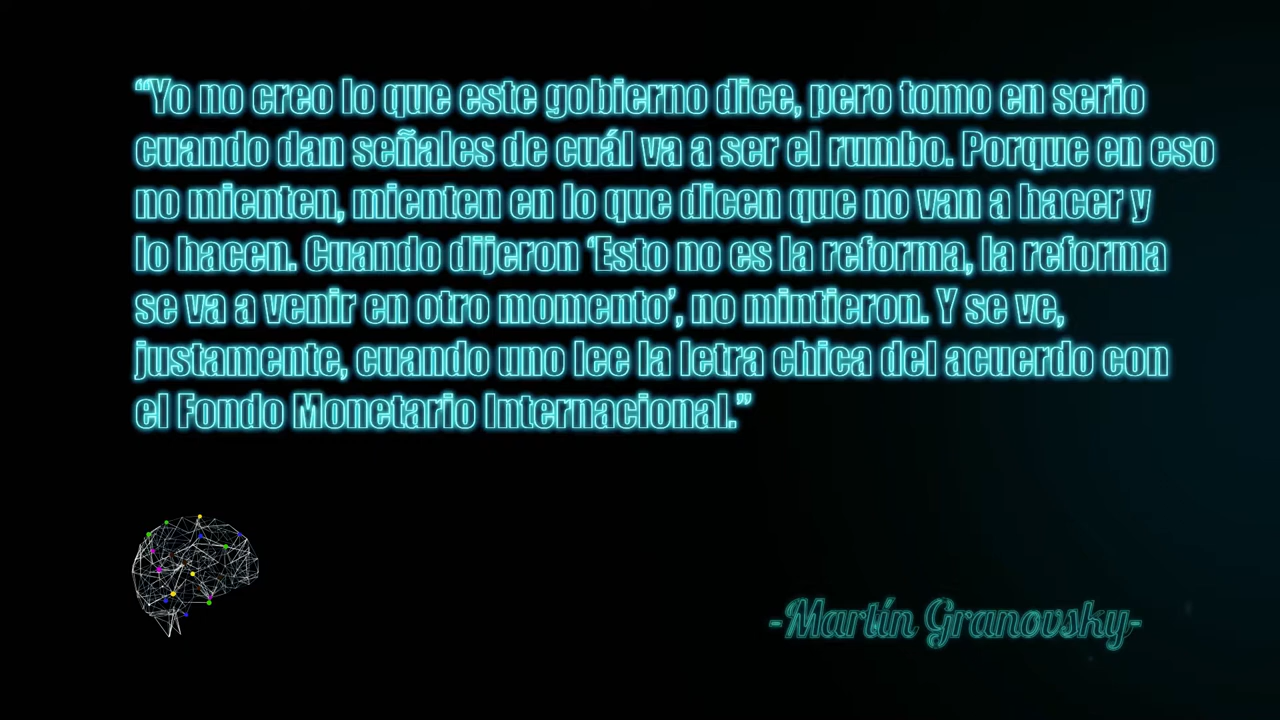 “Yo no creo lo que este gobierno dice, pero tomo en serio
cuando dan señales de cuál va a ser el rumbo. Porque en eso
no mienten, mienten en lo que dicen que no van a hacer y
lo hacen. Cuando dijeron ‘Esto no es la reforma, la reforma
se va a venir en otro momento’, no mintieron. Y se ve,
justamente, cuando uno lee la letra chica del acuerdo con
el Fondo Monetario Internacional.”
-Martín Granovsky-